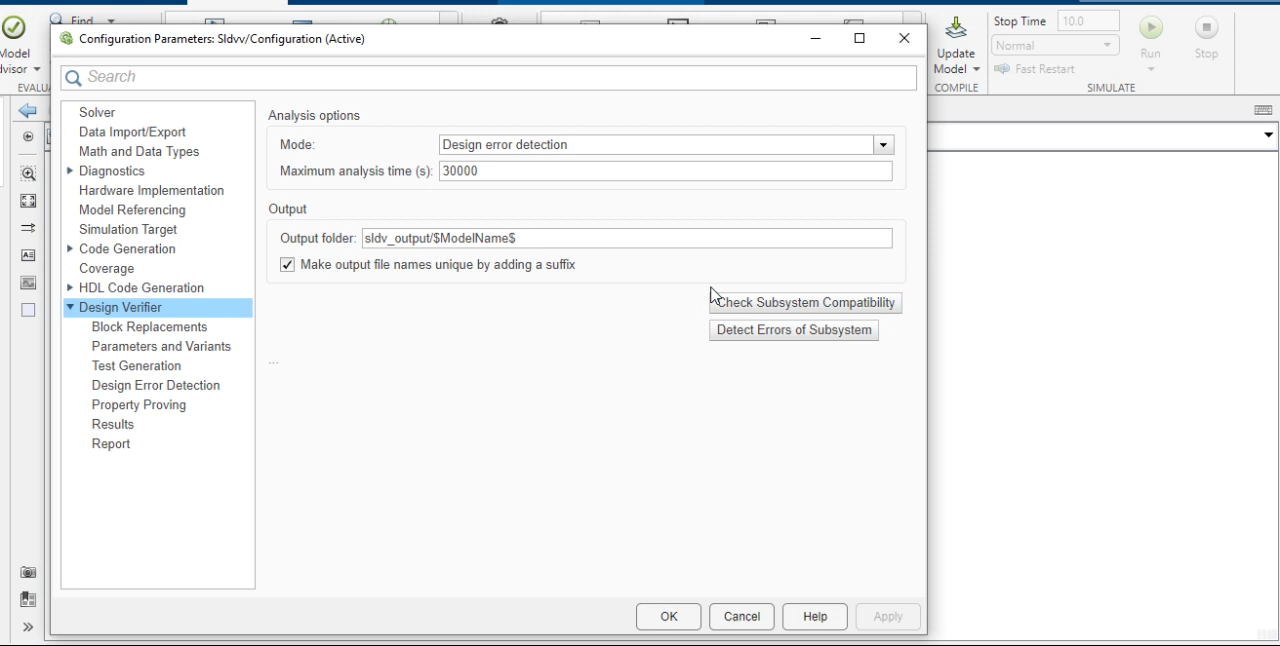 Find
Model
dvisor
EVALUA
Configuration Parameters: Sldvv/Configuration (Active)
Search
Solver
Data Import/Export
Math and Data Types
Diagnostics
Hardware Implementation
Model Referencing
Simulation Target
Code Generation
Coverage
HDL Code Generation
Design Verifier
Block Replacements
Parameters and Variants
Test Generation
Design Error Detection
Property Proving
Results
Report
Analysis options
Mode: Design error detection
Maximum analysis time (s): 30000
Output
Output folder: sldv_output/$ModelName$
Make output file names unique by adding a suffix
Check Subsystem Compatibility
Detect Errors of Subsystem
...
OK Cancel Help Apply
Update
Model
COMPILE
Stop Time 10.0
Normal
Fast Restart
Run
Stop
SIMULATE